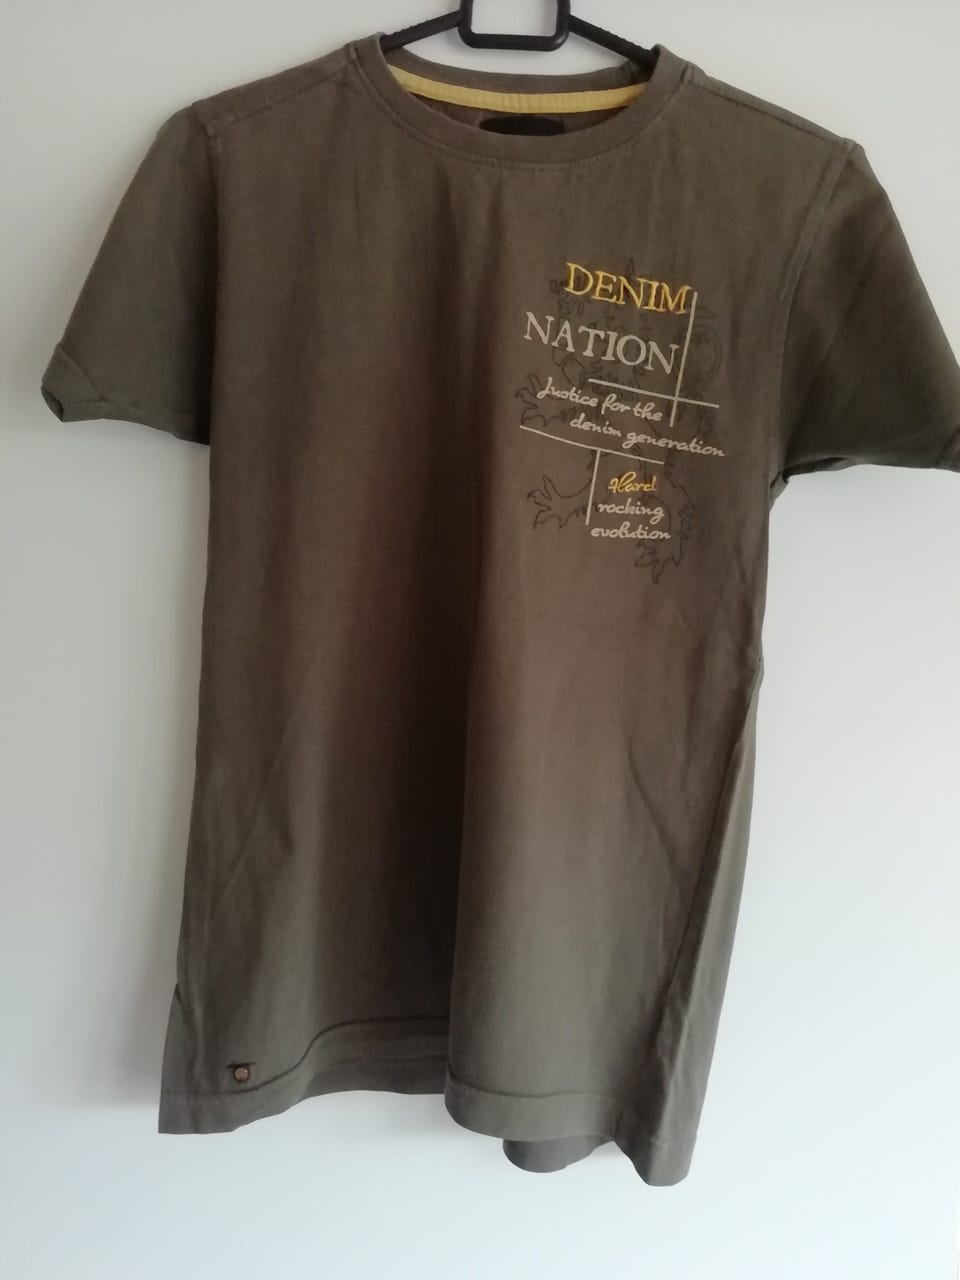 DENIM
NATION
Justice for the
denim generation
Hard
rocking
evolution